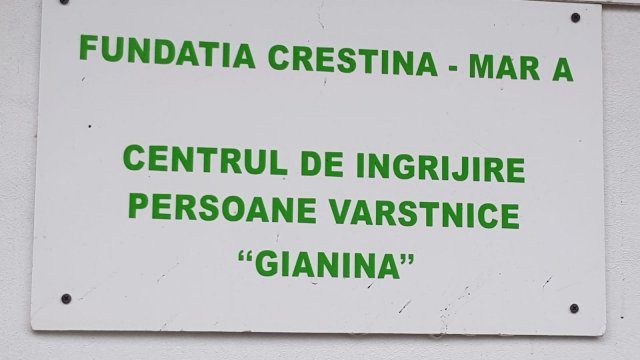 FUNDATIA CRESTINA - MAR A
CENTRUL DE INGRIJIRE
PERSOANE VARSTNICE
“GIANINA”